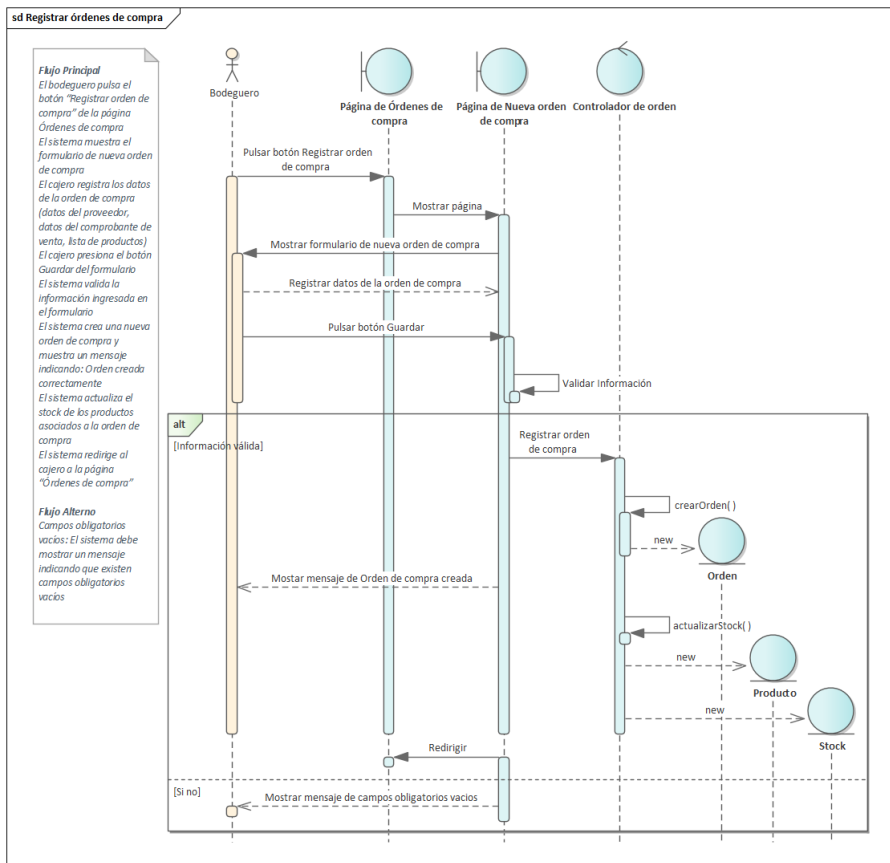 sd Registrar órdenes de compra
Flujo Principal
El bodeguero pulsa el
botón “Registrar orden de
compra” de la página
Órdenes de compra
El sistema muestra el
formulario de nueva orden
de compra
El cajero registra los datos
de la orden de compra
(datos del proveedor,
datos del comprobante de
venta, lista de productos)
El cajero presiona el botón
Guardar del formulario
El sistema valida la
información ingresada en
el formulario
El sistema crea una nueva
orden de compra y
muestra un mensaje
indicando: Orden creada
correctamente
El sistema actualiza el
stock de los productos
asociados a la orden de
compra
El sistema redirige al
cajero a la página
“Órdenes de compra”
Flujo Alterno
Campos obligatorios
vacíos: El sistema debe
mostrar un mensaje
indicando que existen
campos obligatorios
vacíos
Bodeguero
Página de Órdenes de
compra
Página de Nueva orden
de compra
Controlador de orden
Pulsar botón Registrar orden
de compra
Mostrar página
Mostrar formulario de nueva orden de compra
Registrar datos de la orden de compra
Pulsar botón Guardar
Validar Información
alt
[Información válida]
Registrar orden
de compra
crearOrden( )
new
Orden
Mostar mensaje de Orden de compra creada
actualizarStock( )
new
Producto
new
Stock
Redirigir
[Si no]
Mostrar mensaje de campos obligatorios vacios